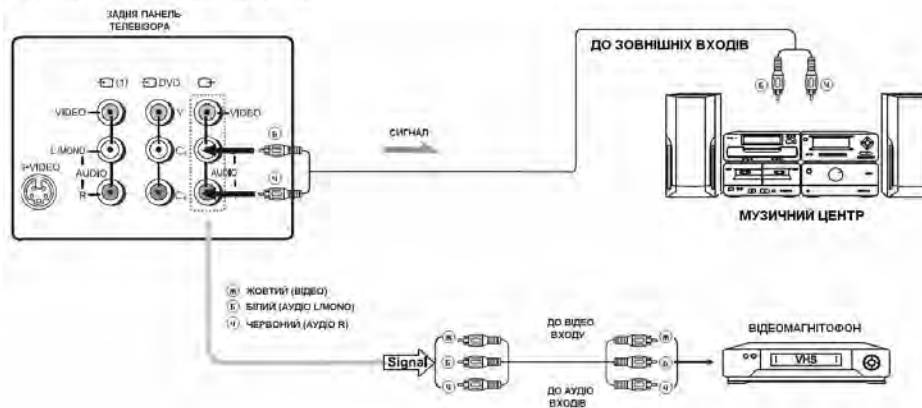 ЗАДНЯ ПАНЕЛЬ
ТЕЛЕВІЗОРА
(1)
DVD
VIDEO
Y
VIDEO
L/MONO
S-VIDEO
AUDIO
R
AUDIO
Б
Ч
СИГНАЛ
ДО ЗОВНІШНІХ ВХОДІВ
Б
Ч
МУЗИЧНИЙ ЦЕНТР
Ж ЖОВТИЙ (ВІДЕО)
Б БІЛИЙ (АУДІО L/MONO)
Ч ЧЕРВОНИЙ (АУДІО R)
Signal
Ж
Б
Ч
ДО ВІДЕО
ВХОДУ
ДО АУДІО
ВХОДІВ
Ж
Б
Ч
ВІДЕОМАГНІТОФОН
VHS